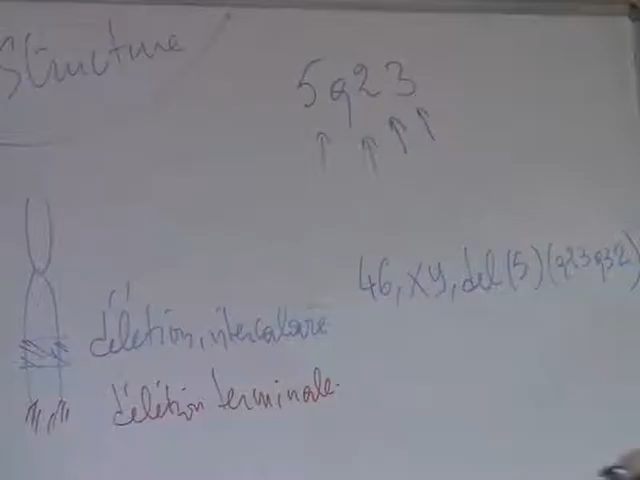 Structure
5q23
46, XY, del(5)(q23q32)
délétion, intercalaire
délétion terminale.